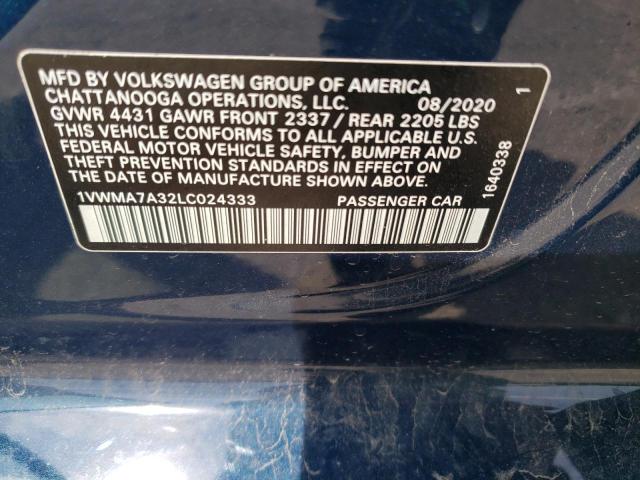 MFD BY VOLKSWAGEN GROUP OF AMERICA
CHATTANOOGA OPERATIONS, LLC. 08/2020
GVWR 4431 GAWR FRONT 2337 / REAR 2205 LBS
THIS VEHICLE CONFORMS TO ALL APPLICABLE U.S.
FEDERAL MOTOR VEHICLE SAFETY, BUMPER AND
THEFT PREVENTION STANDARDS IN EFFECT ON
THE DATE OF MANUFACTURE SHOWN ABOVE.
1VWMA7A32LC024333 PASSENGER CAR
1640338
1